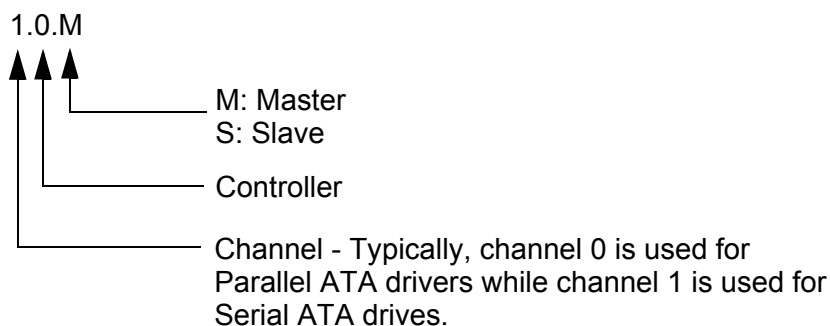 1.0.M
M: Master
S: Slave
Controller
Channel - Typically, channel 0 is used for
Parallel ATA drivers while channel 1 is used for
Serial ATA drives.